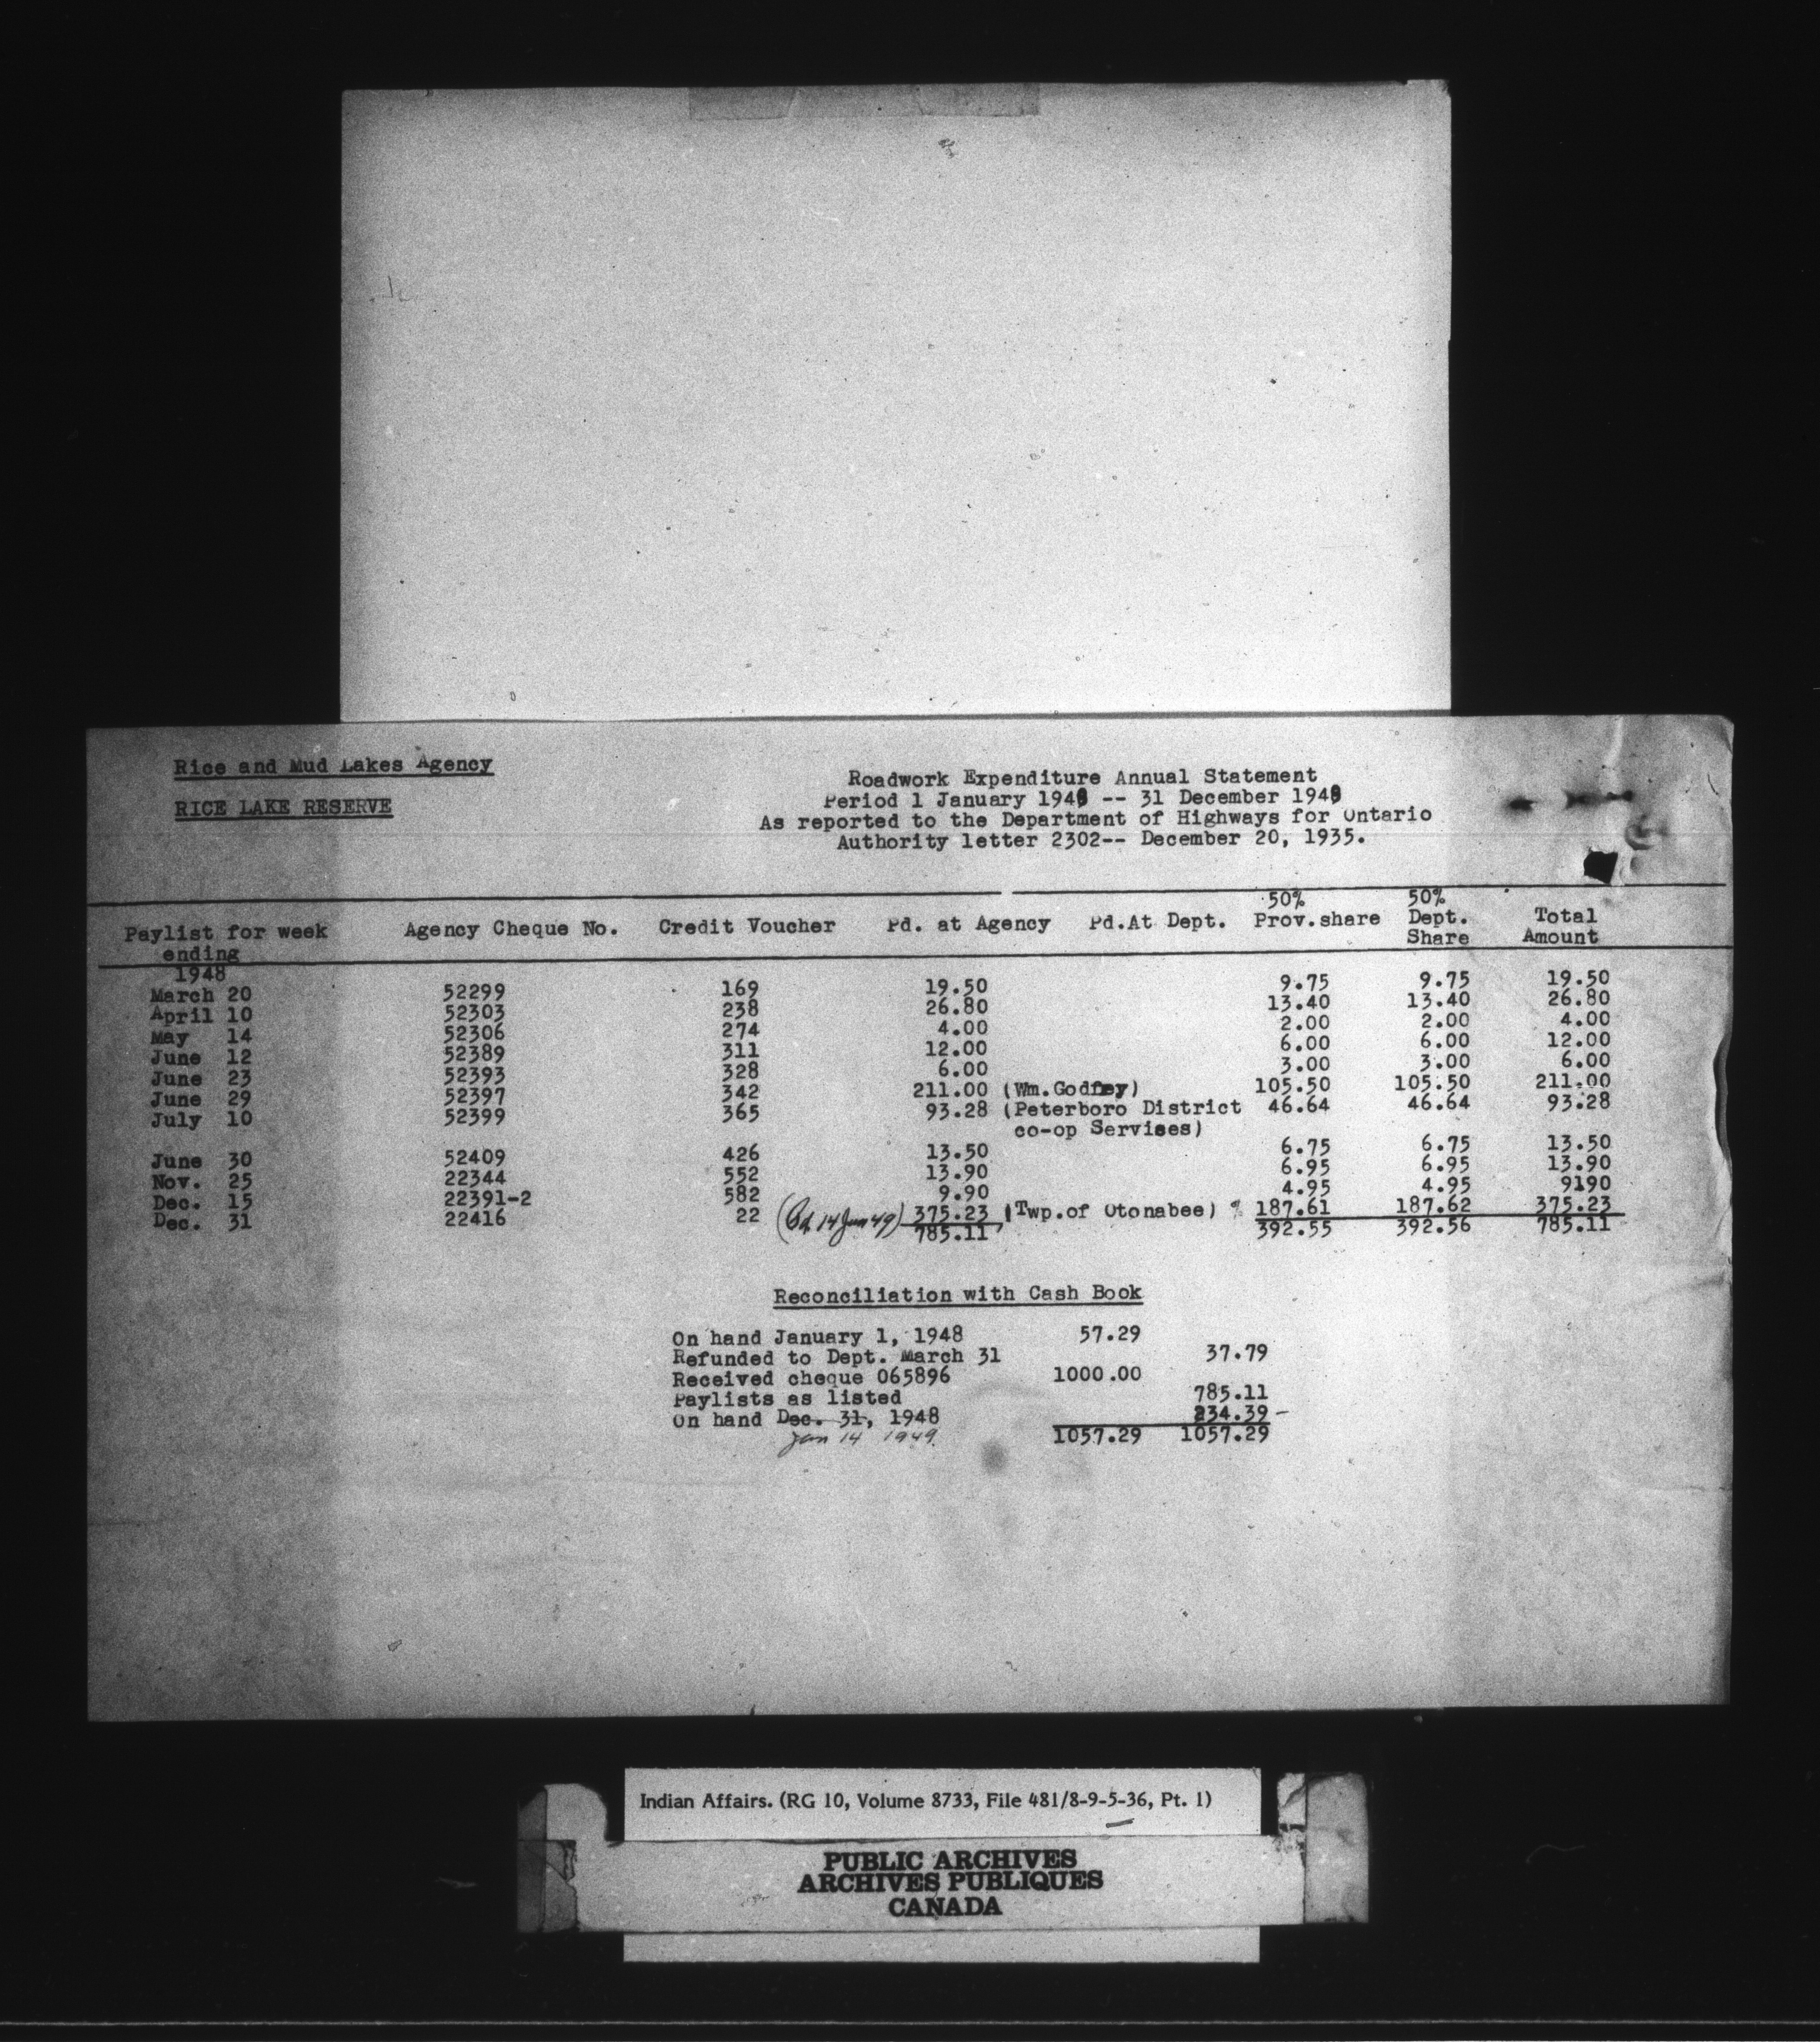 Rice and Mud Lakes Agency
RICE LAKE RESERVE
Roadwork Expenditure Annual Statement
Period 1 January 1948 -- 31 December 1948
As reported to the Department of Highways for Ontario
Authority letter 2302-- December 20, 1935.
50% 50%
Paylist for week Agency Cheque No. Credit Voucher Pd. at Agency Pd.At Dept. Prov.share Dept. Total
ending Share Amount
1948
March 20 52299 169 19.50 9.75 9.75 19.50
April 10 52303 238 26.80 13.40 13.40 26.80
May 14 52306 274 4.00 2.00 2.00 4.00
June 12 52389 311 12.00 6.00 6.00 12.00
June 23 52393 328 6.00 3.00 3.00 6.00
June 29 52397 342 211.00 (Wm.Godfrey) 105.50 105.50 211.00
July 10 52399 365 93.28 (Peterboro District 46.64 46.64 93.28
co-op Servises)
June 30 52409 426 13.50 6.75 6.75 13.50
Nov. 25 22344 552 13.90 6.95 6.95 13.90
Dec. 15 22391-2 582 9.90 4.95 4.95 9190
Dec. 31 22416 22 (Pd 14 Jan 49) 375.23 (Twp.of Otonabee) 187.61 187.62 375.23
785.11 392.55 392.56 785.11
Reconciliation with Cash Book
On hand January 1, 1948 57.29
Refunded to Dept. March 31 37.79
Received cheque 065896 1000.00
Paylists as listed 785.11
On hand Dec. 31, 1948 234.39 -
Jan 14 1949. 1057.29 1057.29
Indian Affairs. (RG 10, Volume 8733, File 481/8-9-5-36, Pt. 1)
PUBLIC ARCHIVES
ARCHIVES PUBLIQUES
CANADA